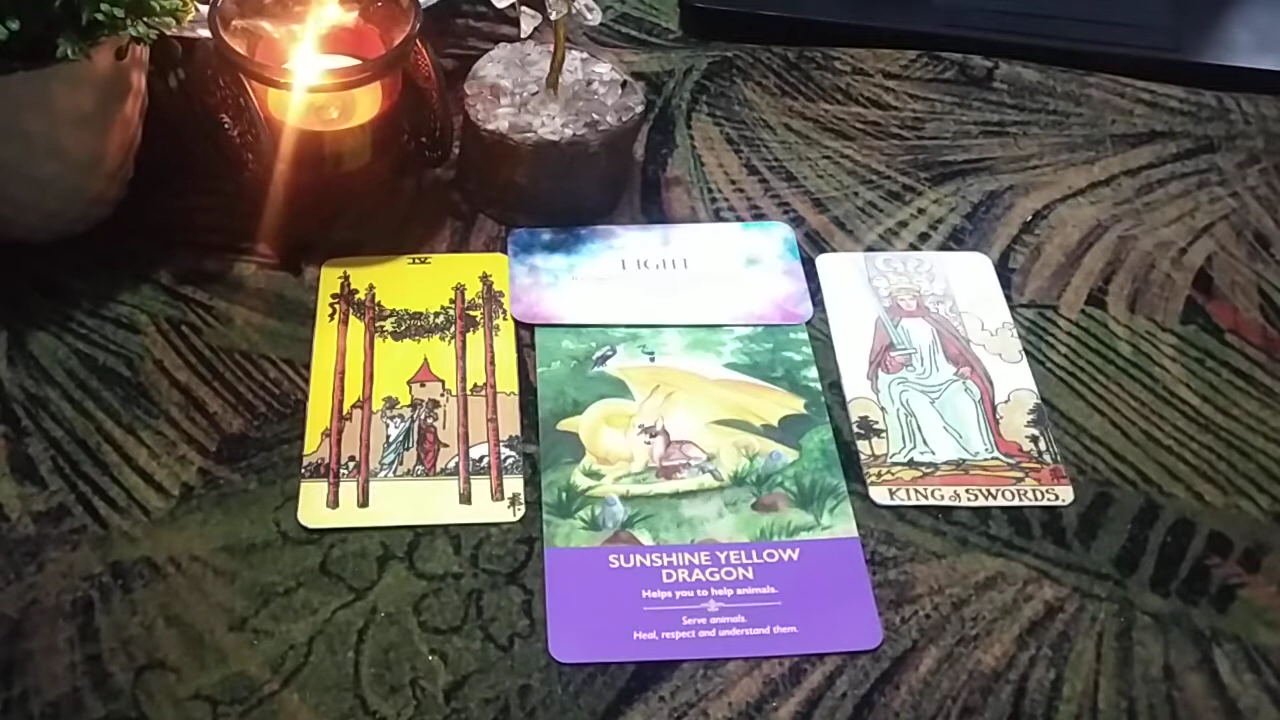 IV
LIGHT
KING of SWORDS.
SUNSHINE YELLOW
DRAGON
Helps you to help animals.
Serve animals.
Heal, respect and understand them.